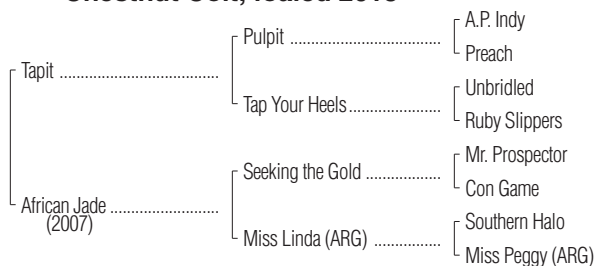 Chestnut Colt, foaled
A.P. Indy
Pulpit ........................................
Preach
Tapit ..........................................
Unbridled
Tap Your Heels........................
Ruby Slippers
Mr. Prospector
Seeking the Gold ...................
Con Game
African Jade ............................
(2007)
Southern Halo
Miss Linda (ARG) .................
Miss Peggy (ARG)